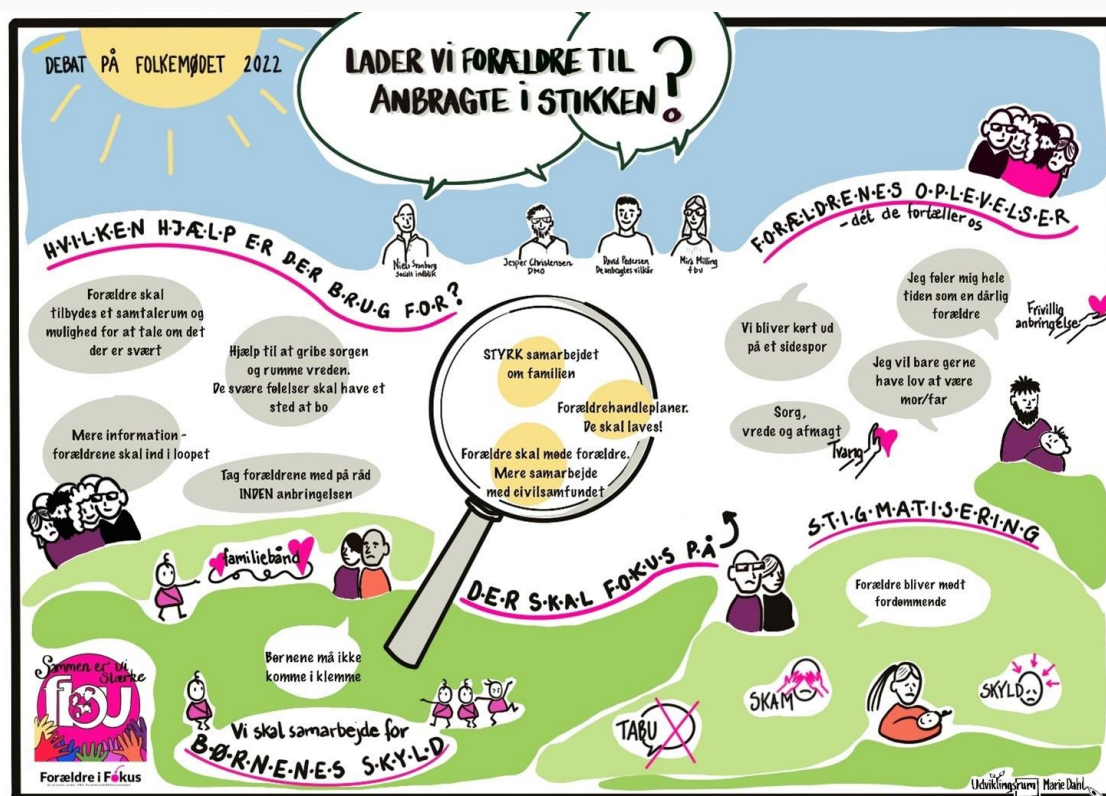 DEBAT PÅ FOLKEMØDET 2022
LADER VI FORÆLDRE TIL
ANBRAGTE I STIKKEN?
Jesper Christensen
DMO
David Pedersen
De anbragtes vilkår
Mira Milling
fbu
HVILKEN HJÆLP ER DER BRUG FOR?
Forældre skal
tilbydes et samtalerum og
mulighed for at tale om det
der er svært
Hjælp til at gribe sorgen
og rumme vreden.
De svære følelser skal have et
sted at bo
Mere information -
forældrene skal ind i loopet
Tag forældrene med på råd
INDEN anbringelsen
STYRK samarbejdet
om familien
Forældrehandleplaner.
De skal laves!
Forældre skal møde forældre.
Mere samarbejde
med civilsamfundet
DER SKAL FOKUS PÅ
FORÆLDRENES OPLEVELSER
- dét de fortæller os
Vi bliver kørt ud
på et sidespor
Jeg føler mig hele
tiden som en dårlig
forældre
Frivillig
anbringelse
Jeg vil bare gerne
have lov at være
mor/far
Sorg,
vrede og afmagt
Tvang
STIGMATISERING
Forældre bliver mødt
fordømmende
TABU
SKAM
SKYLD
familiebånd
Børnene må ikke
komme i klemme
Vi skal samarbejde for
BØRNENES SKYLD
Sammen er vi
stærke
fbu
Forældre i Fokus
Udviklingsrum Marie Dahl